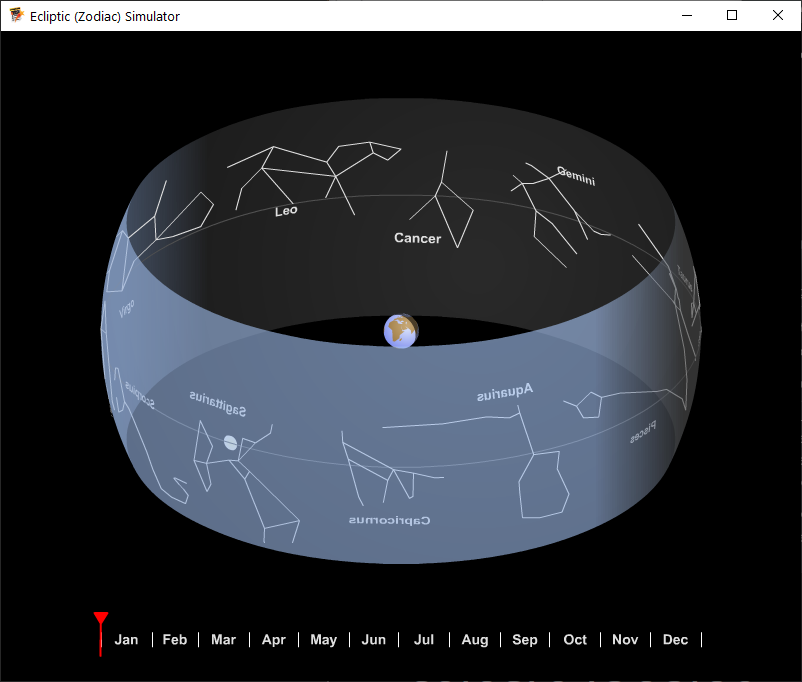 Ecliptic (Zodiac) Simulator
Gemini
Leo
Cancer
Virgo
Scorpius
Sagittarius
Aquarius
Pisces
Capricornus
Jan Feb Mar Apr May Jun Jul Aug Sep Oct Nov Dec